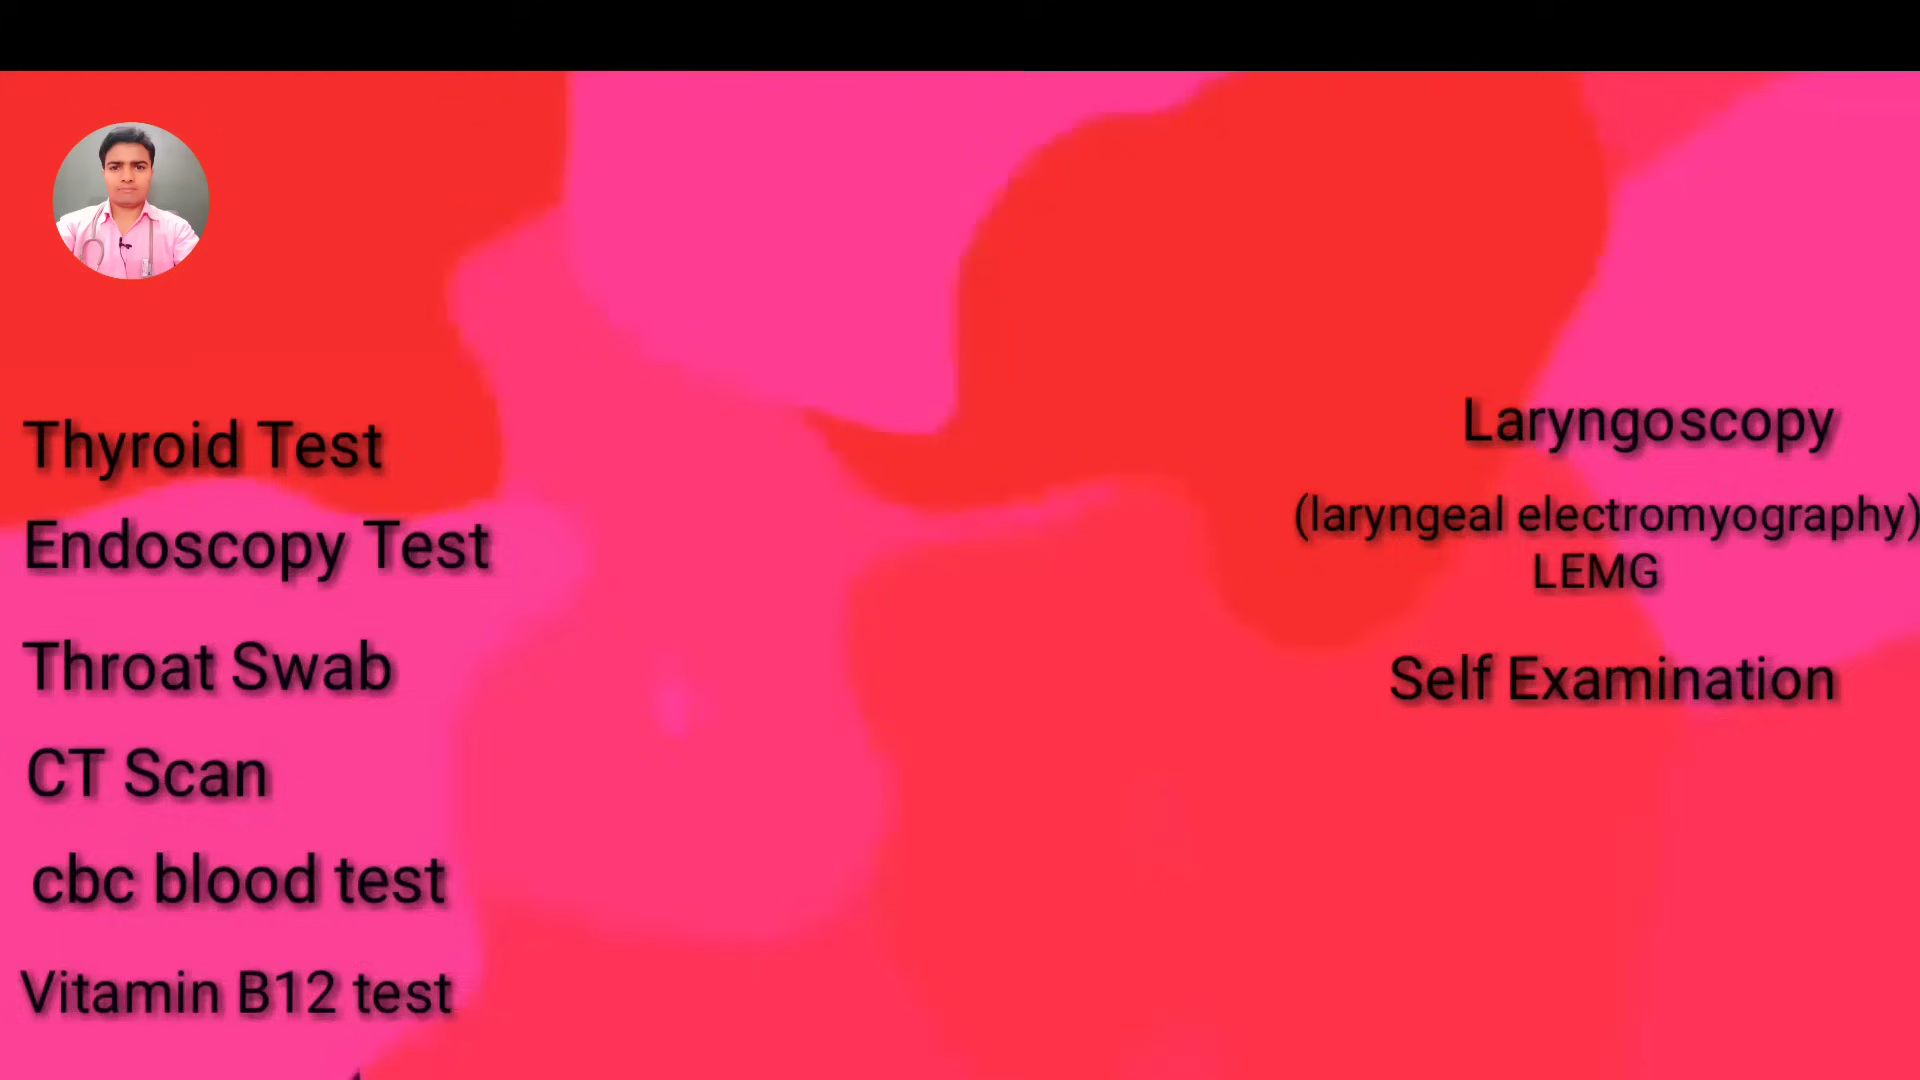 Thyroid Test
Endoscopy Test
Throat Swab
CT Scan
cbc blood test
Vitamin B12 test
Laryngoscopy
(laryngeal electromyography)
LEMG
Self Examination